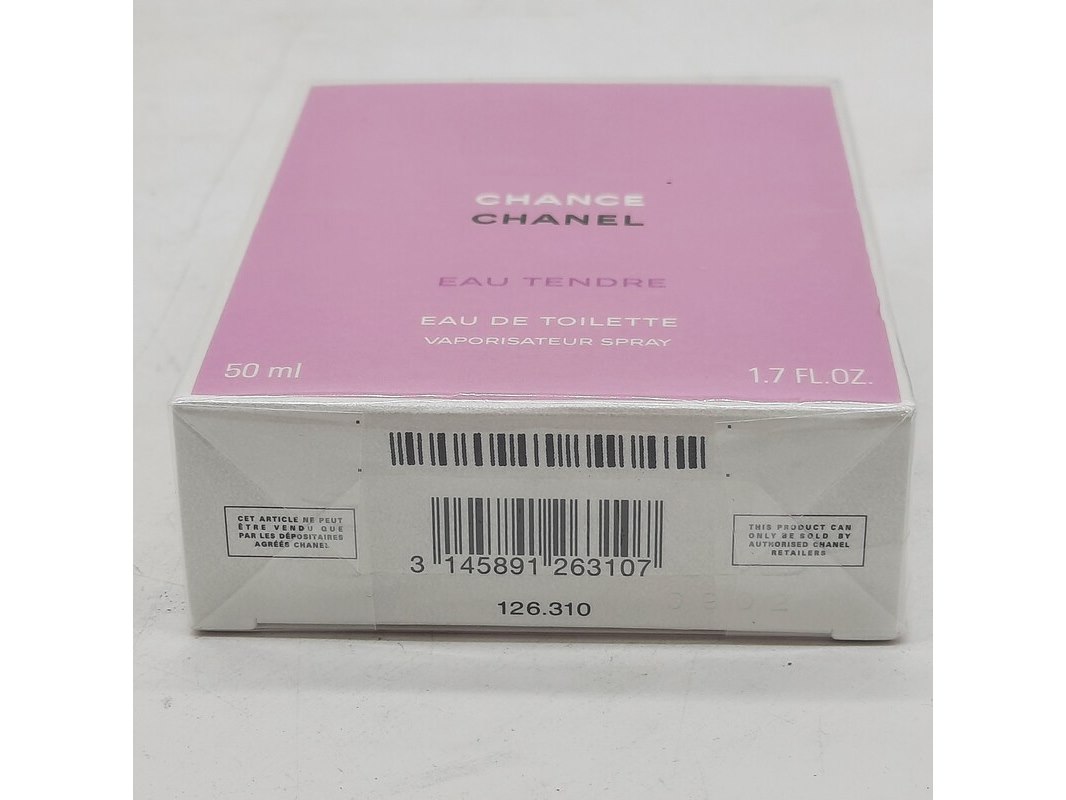 CHANCE
CHANEL
EAU TENDRE
EAU DE TOILETTE
VAPORISATEUR SPRAY
50 ml
1.7 FL.OZ.
CET ARTICLE NE PEUT
ÊTRE VENDU QUE
PAR LES DÉPOSITAIRES
AGRÉÉS CHANEL
THIS PRODUCT CAN
ONLY BE SOLD BY
AUTHORISED CHANEL
RETAILERS
3 145891 263107
126.310